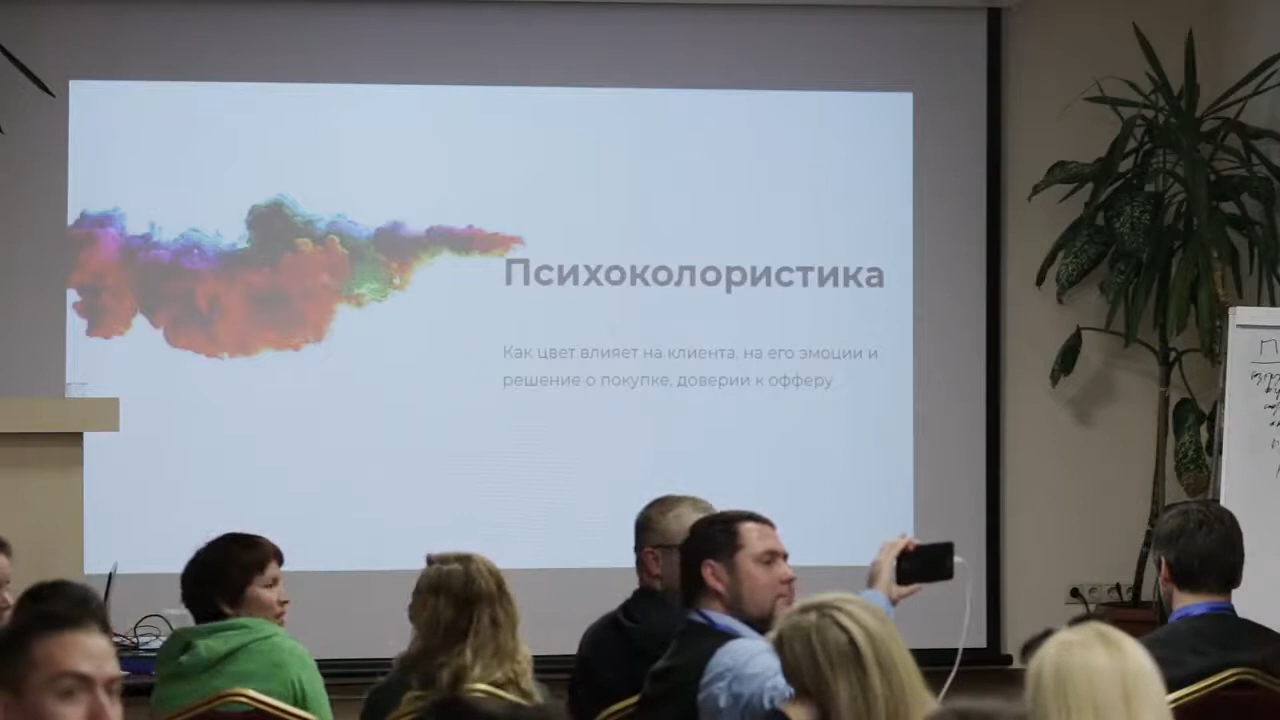 Психоколористика
Как цвет влияет на клиента, на его эмоции и
решение о покупке, доверии к офферу